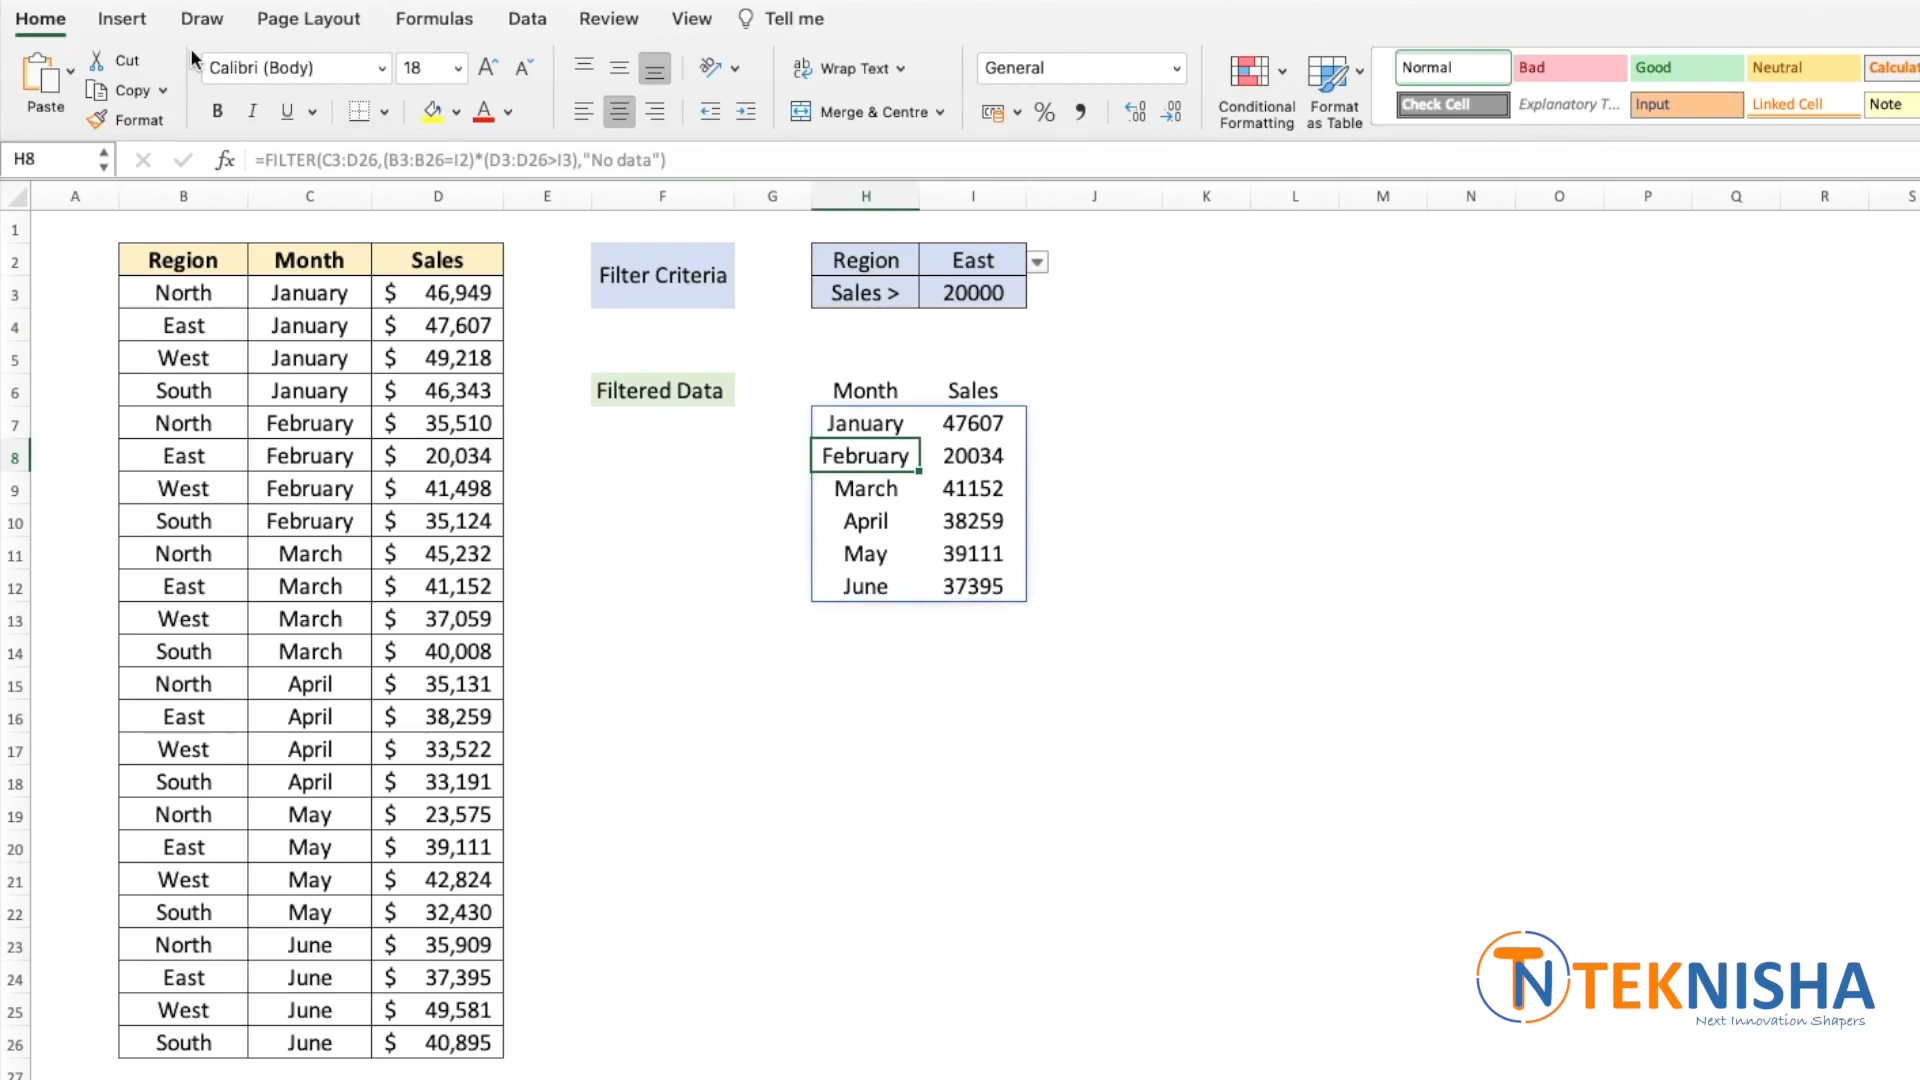 Home Insert Draw Page Layout Formulas Data Review View Tell me
Cut
Copy
Format
Paste
Calibri (Body) 18
B I U A
Wrap Text
Merge & Centre
General
% 
Conditional Formatting
Format as Table
Normal Bad Good Neutral Calculat
Check Cell Explanatory T... Input Linked Cell Note
H8 fx =FILTER(C3:D26,(B3:B26=I2)*(D3:D26>I3),"No data")
A B C D E F G H I J K L M N O P Q R S
1
2 Region Month Sales Region East
Filter Criteria
3 North January $ 46,949 Sales > 20000
4 East January $ 47,607
5 West January $ 49,218
6 South January $ 46,343 Filtered Data Month Sales
7 North February $ 35,510 January 47607
8 East February $ 20,034 February 20034
9 West February $ 41,498 March 41152
10 South February $ 35,124 April 38259
11 North March $ 45,232 May 39111
12 East March $ 41,152 June 37395
13 West March $ 37,059
14 South March $ 40,008
15 North April $ 35,131
16 East April $ 38,259
17 West April $ 33,522
18 South April $ 33,191
19 North May $ 23,575
20 East May $ 39,111
21 West May $ 42,824
22 South May $ 32,430
23 North June $ 35,909
24 East June $ 37,395
25 West June $ 49,581
26 South June $ 40,895
27
TN TEKNISHA
Next Innovation Shapers